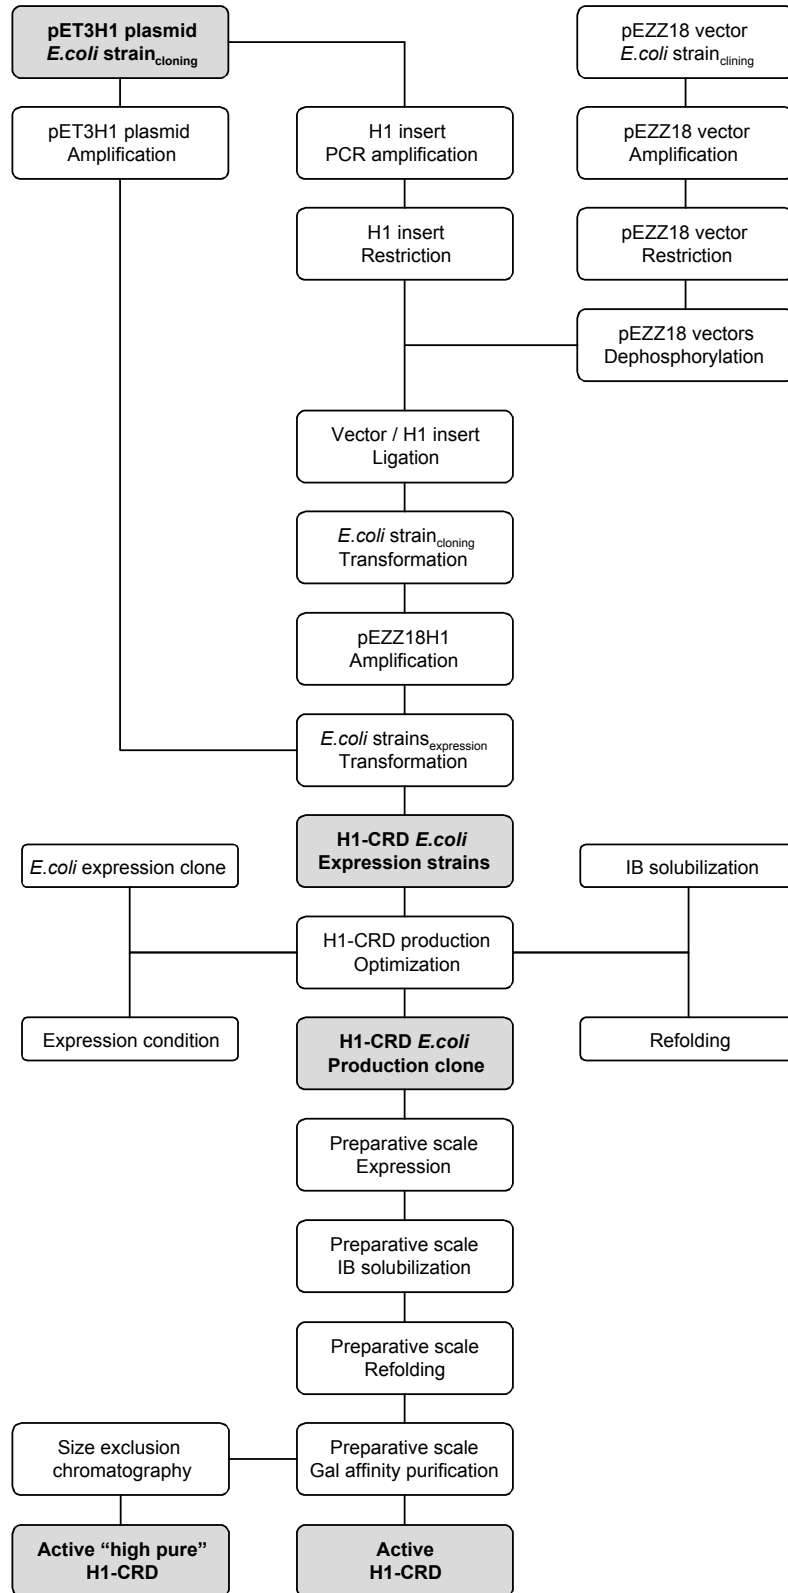 pET3H1 plasmid
E.coli strain cloning
pEZZ18 vector
E.coli strain clining
pET3H1 plasmid
Amplification
H1 insert
PCR amplification
pEZZ18 vector
Amplification
H1 insert
Restriction
pEZZ18 vector
Restriction
pEZZ18 vectors
Dephosphorylation
Vector / H1 insert
Ligation
E.coli strain cloning
Transformation
pEZZ18H1
Amplification
E.coli strains expression
Transformation
H1-CRD E.coli
Expression strains
E.coli expression clone
IB solubilization
H1-CRD production
Optimization
Expression condition
H1-CRD E.coli
Production clone
Refolding
Preparative scale
Expression
Preparative scale
IB solubilization
Preparative scale
Refolding
Size exclusion
chromatography
Preparative scale
Gal affinity purification
Active “high pure”
H1-CRD
Active
H1-CRD